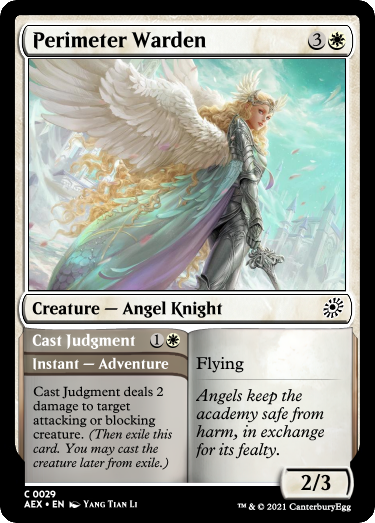 Perimeter Warden 3
Creature — Angel Knight
Cast Judgment 1
Instant — Adventure
Cast Judgment deals 2
damage to target
attacking or blocking
creature. (Then exile this
card. You may cast the
creature later from exile.)
Flying
Angels keep the
academy safe from
harm, in exchange
for its fealty.
2/3
C 0029
AEX • EN Yang Tian Li
™ & © 2021 CanterburyEgg